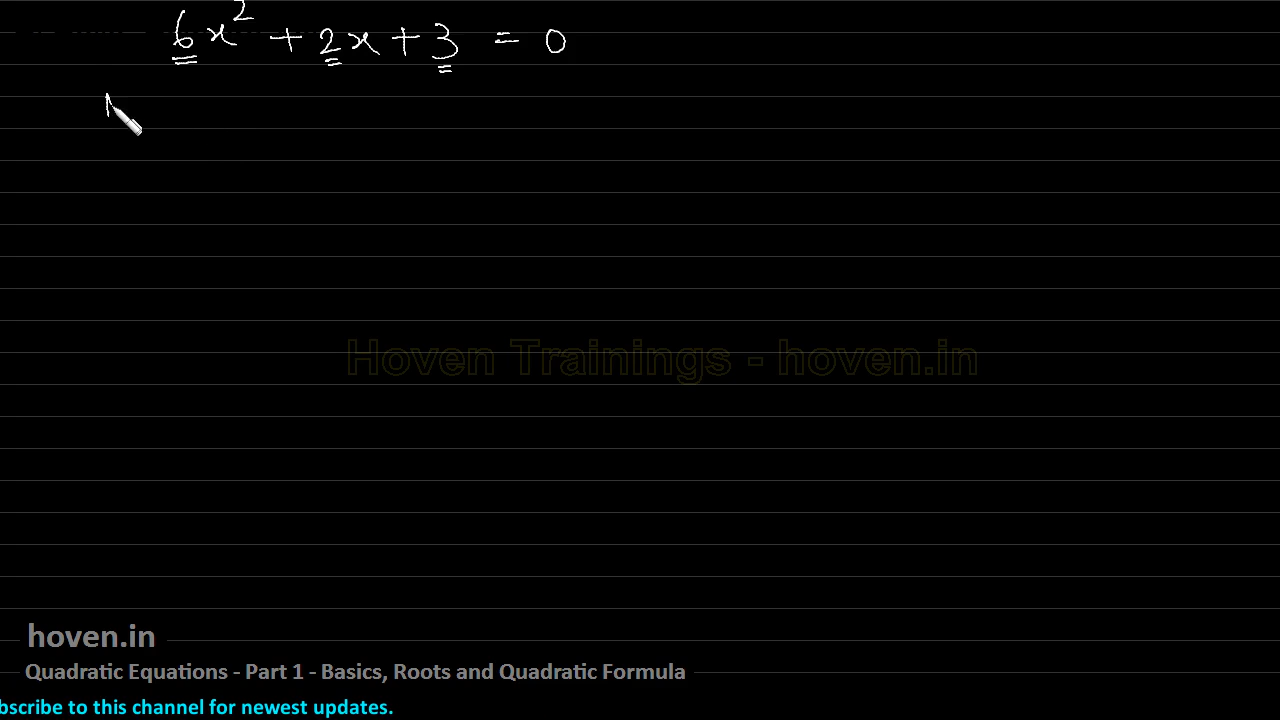 6x² + 2x + 3 = 0
Hoven Trainings - hoven.in
hoven.in
Quadratic Equations - Part 1 - Basics, Roots and Quadratic Formula
bscribe to this channel for newest updates.